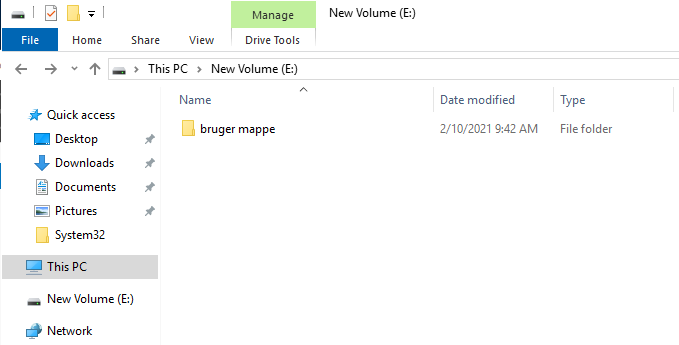 Manage
New Volume (E:)
File
Home
Share
View
Drive Tools
This PC
New Volume (E:)
Name
Date modified
Type
Quick access
bruger mappe
2/10/2021 9:42 AM
File folder
Desktop
Downloads
Documents
Pictures
System32
This PC
New Volume (E:)
Network